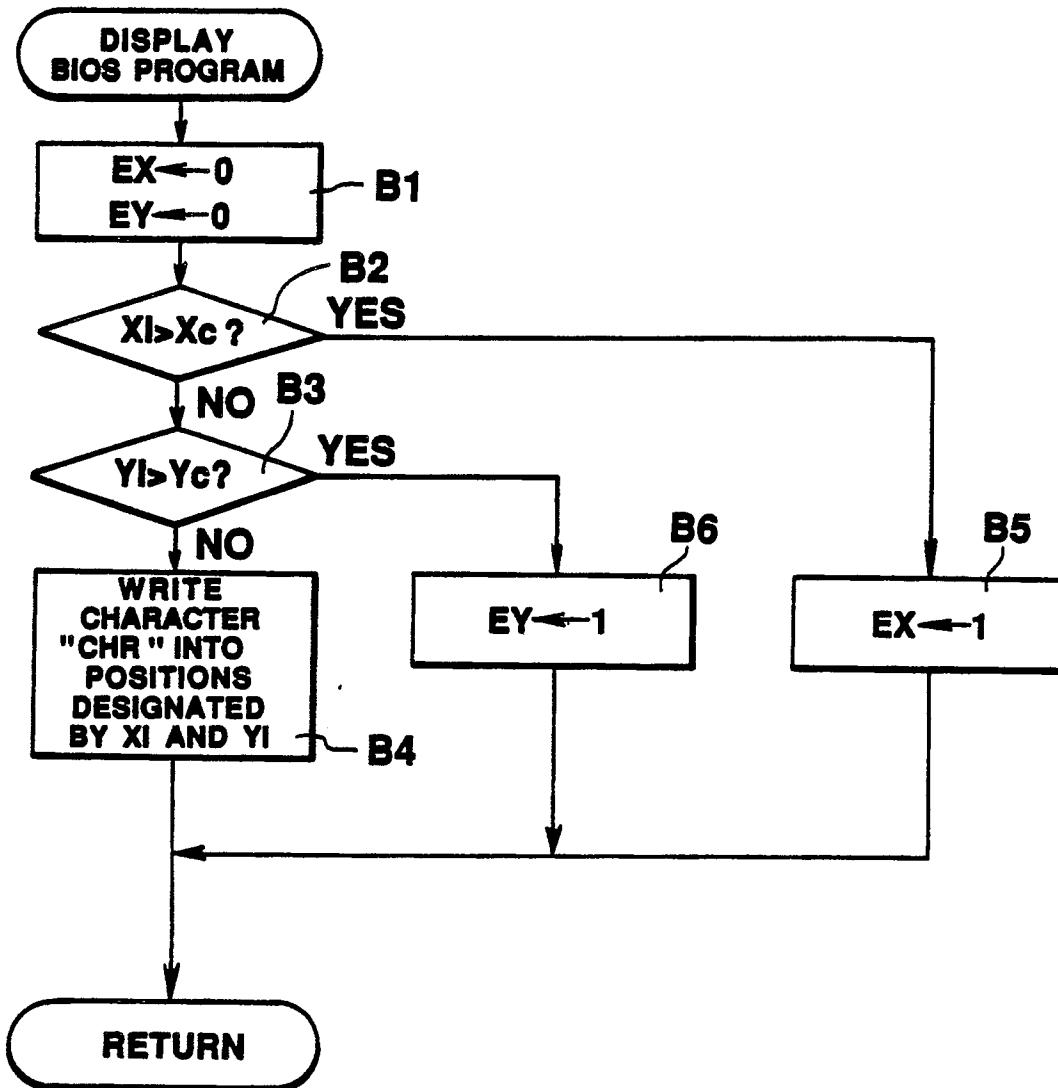 DISPLAY
BIOS PROGRAM
EX←0
EY←0
B1
B2
XI>Xc?
YES
NO
B3
YI>Yc?
YES
NO
B6
B5
WRITE
CHARACTER
"CHR" INTO
POSITIONS
DESIGNATED
BY XI AND YI
B4
EY←1
EX←1
RETURN